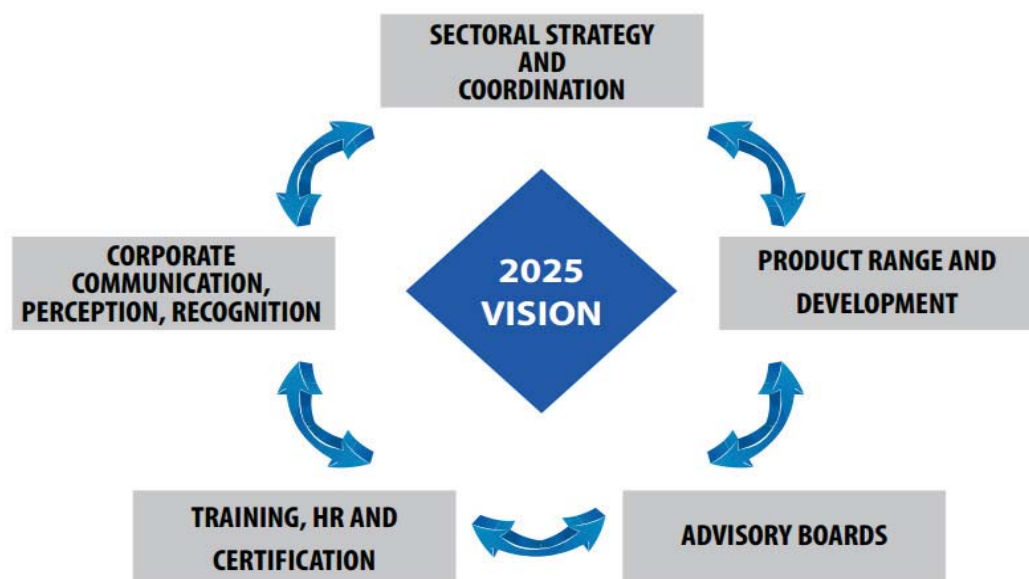 SECTORAL STRATEGY
AND
COORDINATION
CORPORATE
COMMUNICATION,
PERCEPTION, RECOGNITION
2025
VISION
PRODUCT RANGE AND
DEVELOPMENT
TRAINING, HR AND
CERTIFICATION
ADVISORY BOARDS